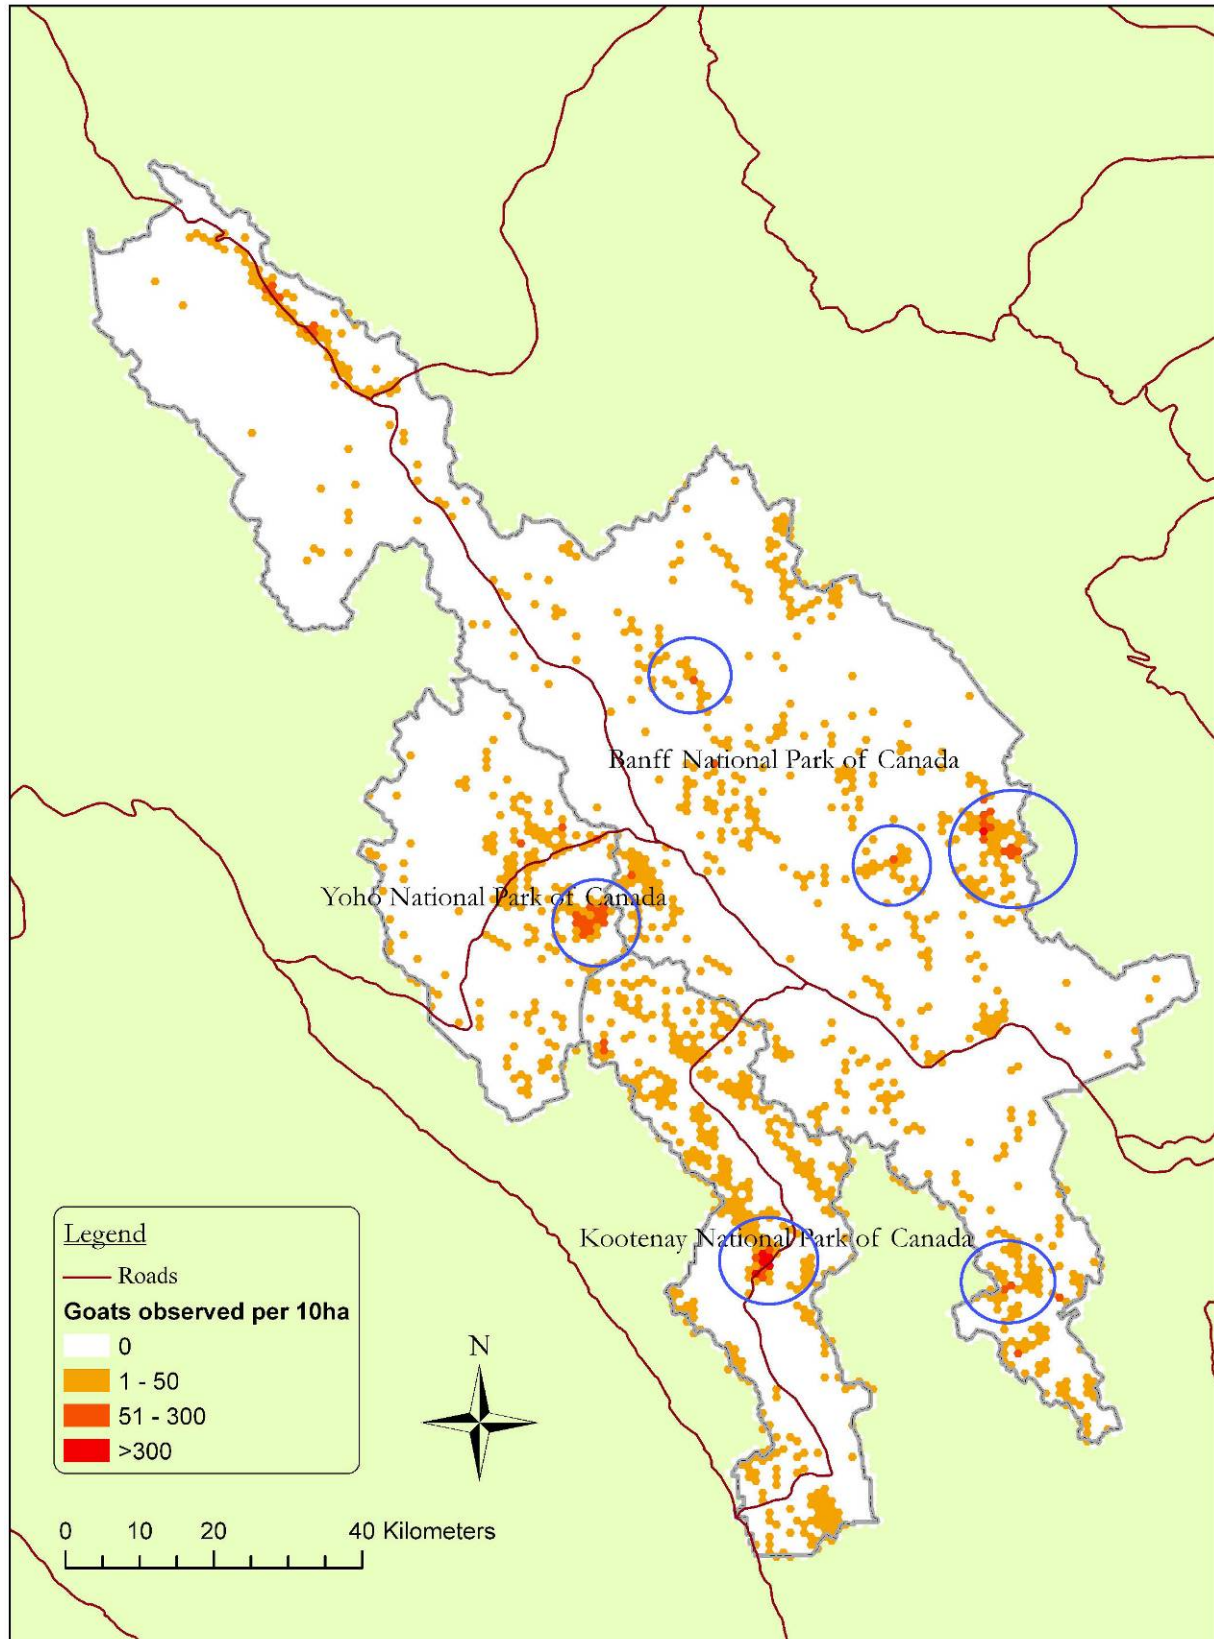 Banff National Park of Canada
Yoho National Park of Canada
Kootenay National Park of Canada
Legend
Roads
Goats observed per 10ha
0
1 - 50
51 - 300
>300
N
0 10 20 40 Kilometers